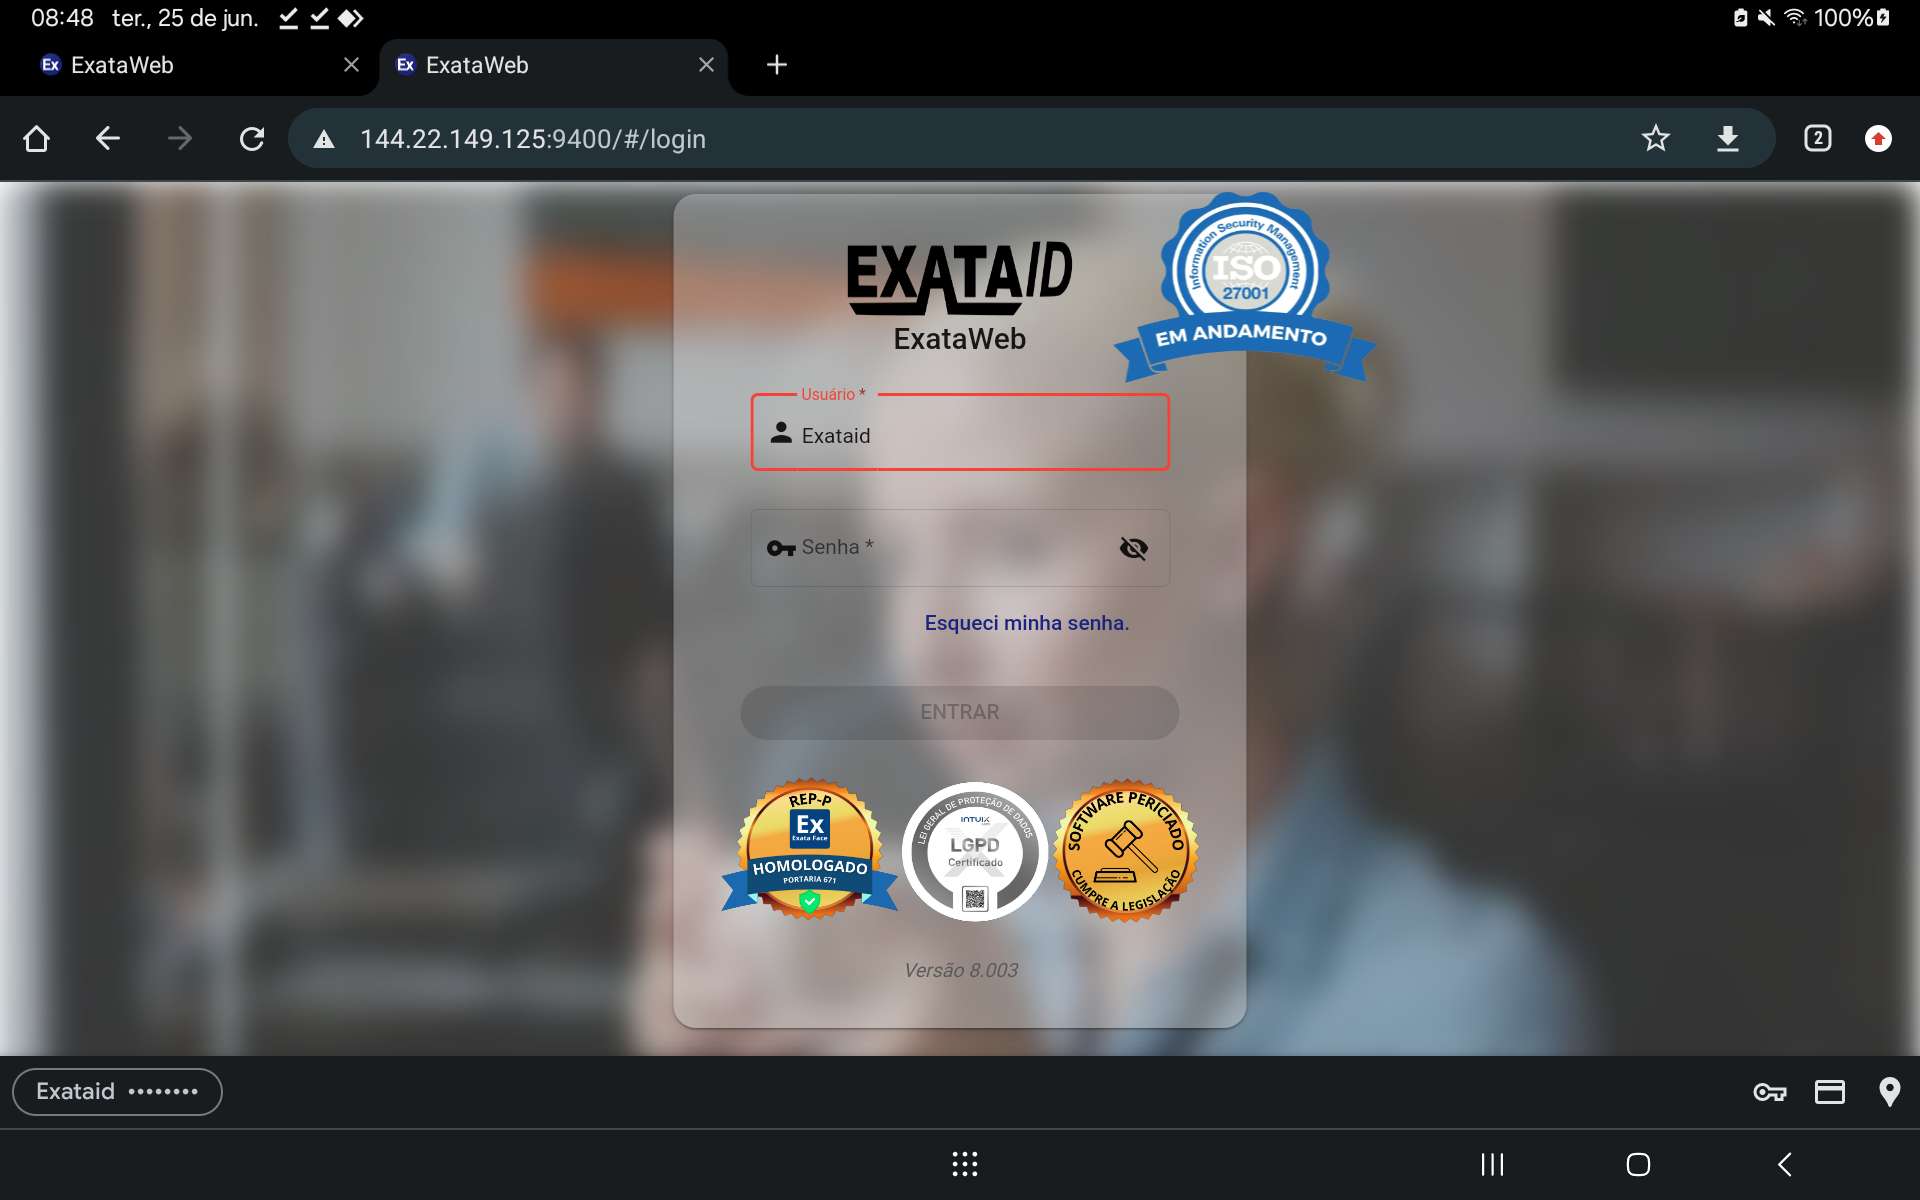 08:48 ter., 25 de jun.
100%
Ex ExataWeb
Ex ExataWeb
144.22.149.125:9400/#/login
2
EXATAID
ExataWeb
Information Security Management
ISO
27001
EM ANDAMENTO
Usuário *
Exataid
Senha *
Esqueci minha senha.
ENTRAR
REP-P
Ex
Exata Face
HOMOLOGADO
PORTARIA 671
LEI GERAL DE PROTEÇÃO DE DADOS
INTUIX
LGPD
Certificado
SOFTWARE PERICIADO
CUMPRE A LEGISLAÇÃO
Versão 8.003
Exataid ••••••••